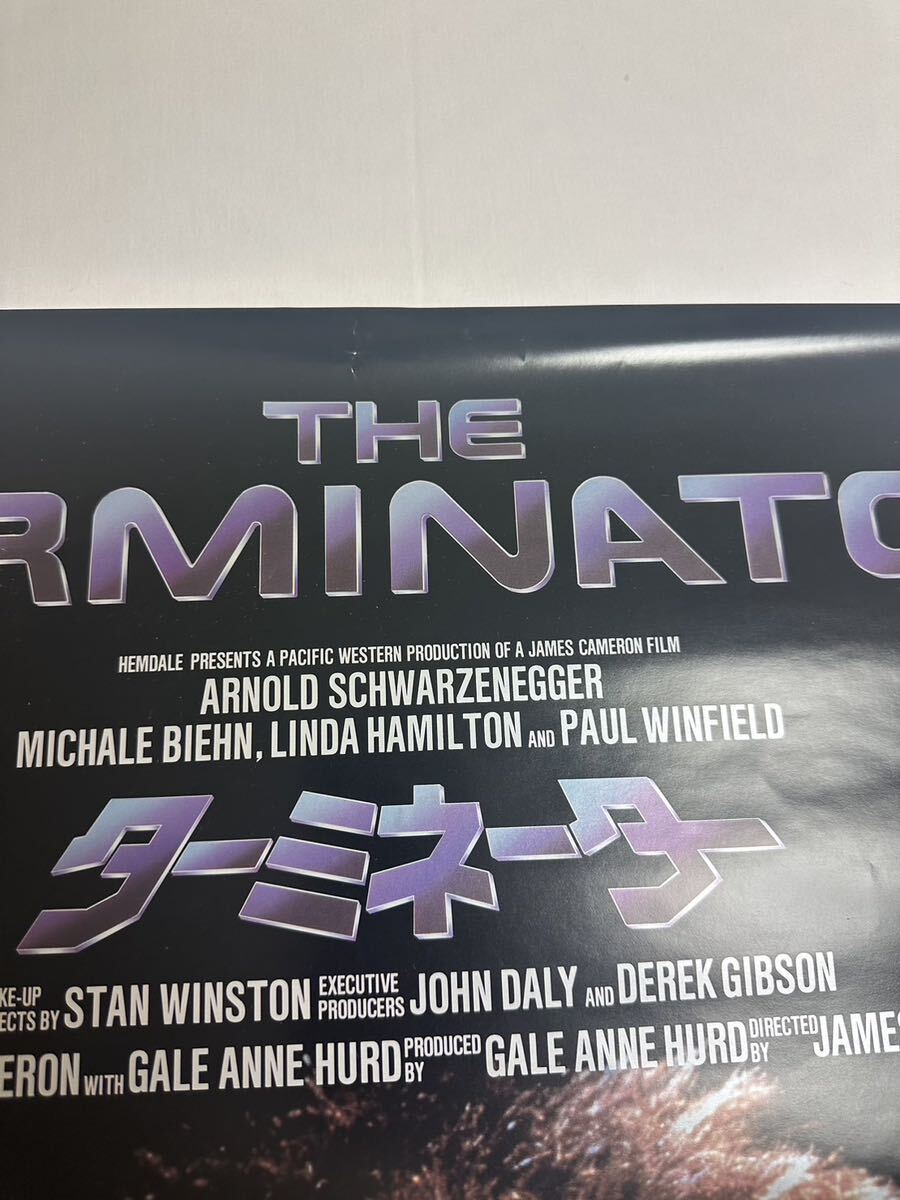 THE
RMINATO
HEMDALE PRESENTS A PACIFIC WESTERN PRODUCTION OF A JAMES CAMERON FILM
ARNOLD SCHWARZENEGGER
MICHALE BIEHN, LINDA HAMILTON AND PAUL WINFIELD
ターミネーター
KE-UP
ECTS BY STAN WINSTON EXECUTIVE PRODUCERS JOHN DALY AND DEREK GIBSON
ERON WITH GALE ANNE HURD PRODUCED BY GALE ANNE HURD DIRECTED BY JAMES